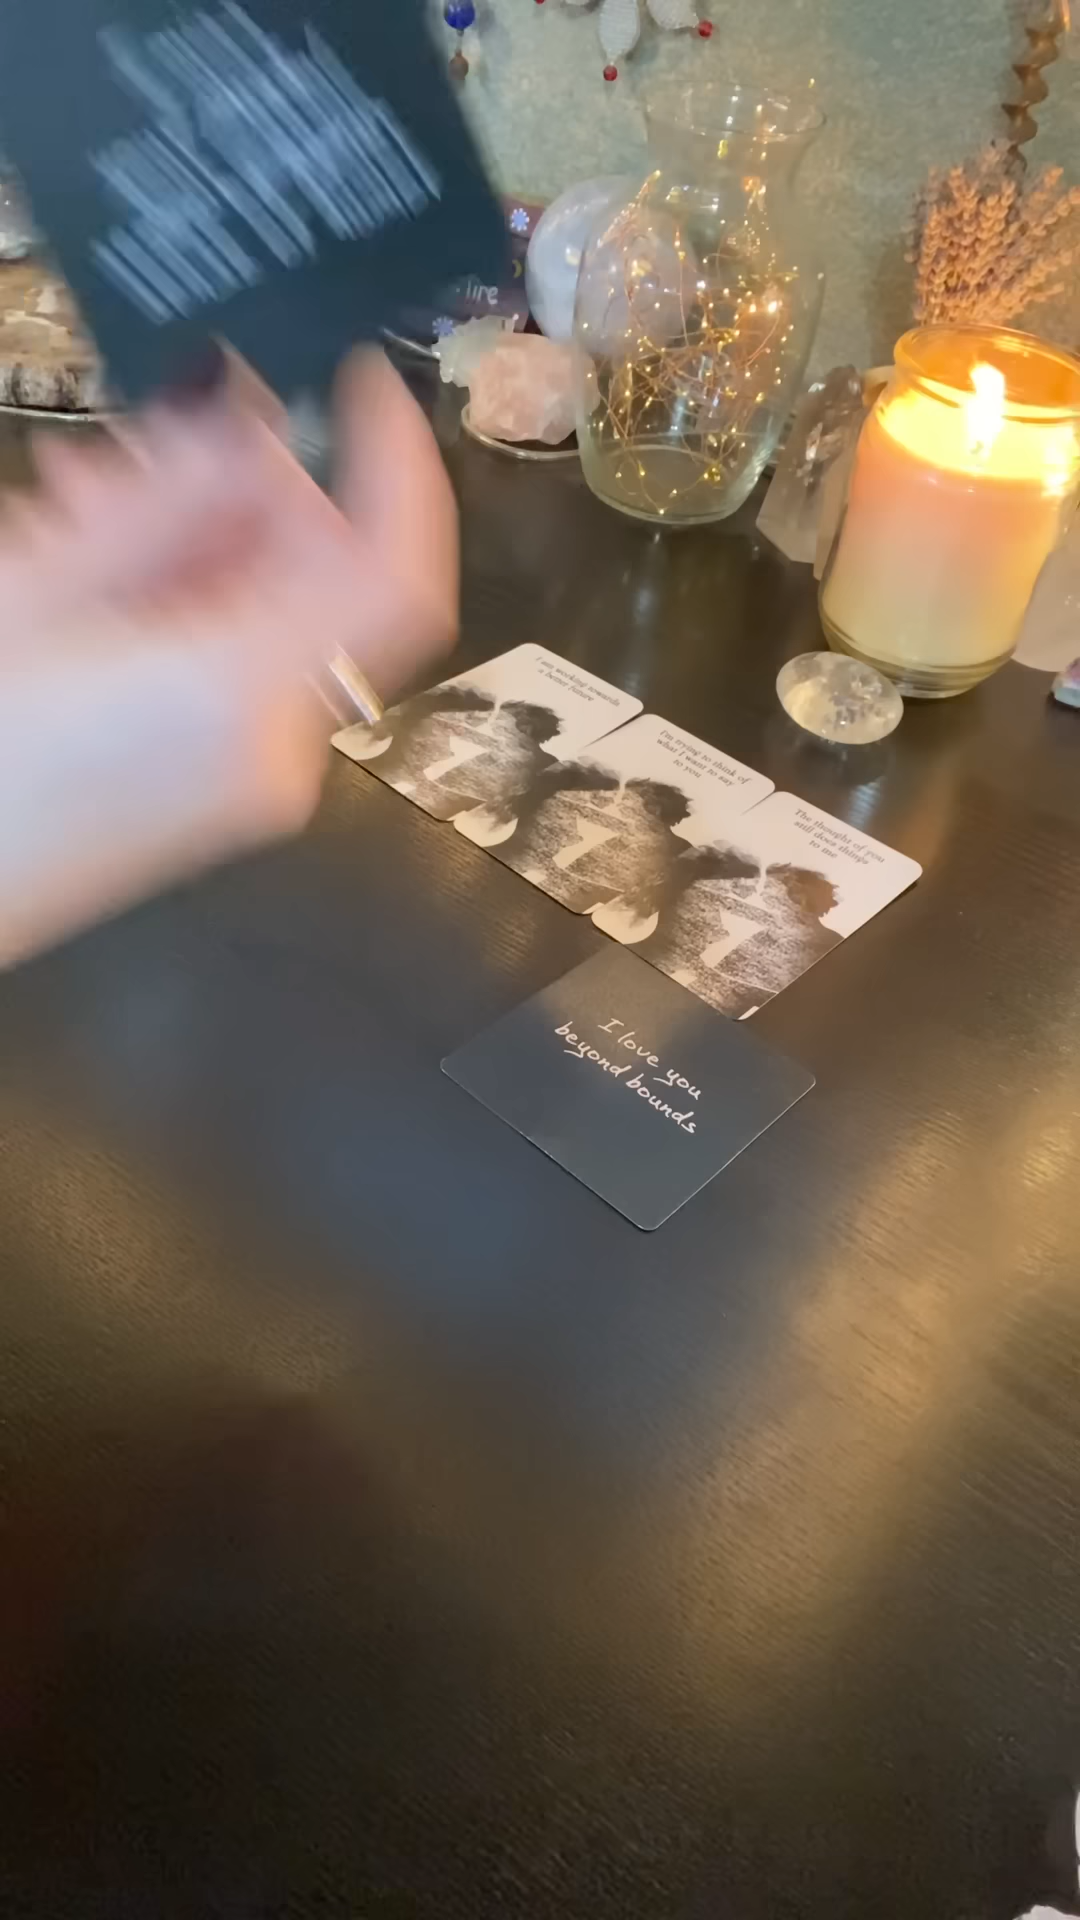 lire
I am working towards
a better future
I'm trying to think of
what I want to say
to you
The thought of you
still does things
to me
I love you
beyond bounds